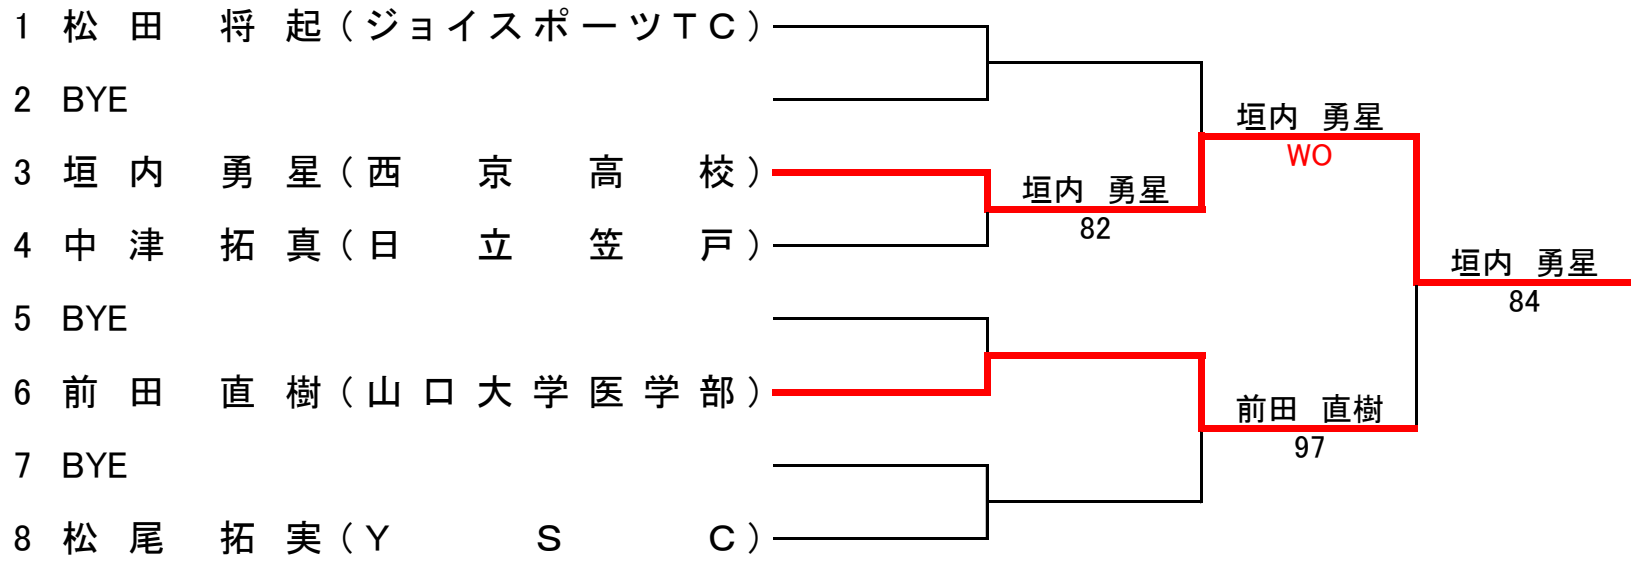 1 松田 将起(ジョイスポーツTC)
2 BYE
垣内 勇星
WO
3 垣内 勇星(西京高校)
垣内 勇星
82
4 中津 拓真(日立笠戸)
垣内 勇星
84
5 BYE
6 前田 直樹(山口大学医学部)
前田 直樹
97
7 BYE
8 松尾 拓実(YSC)